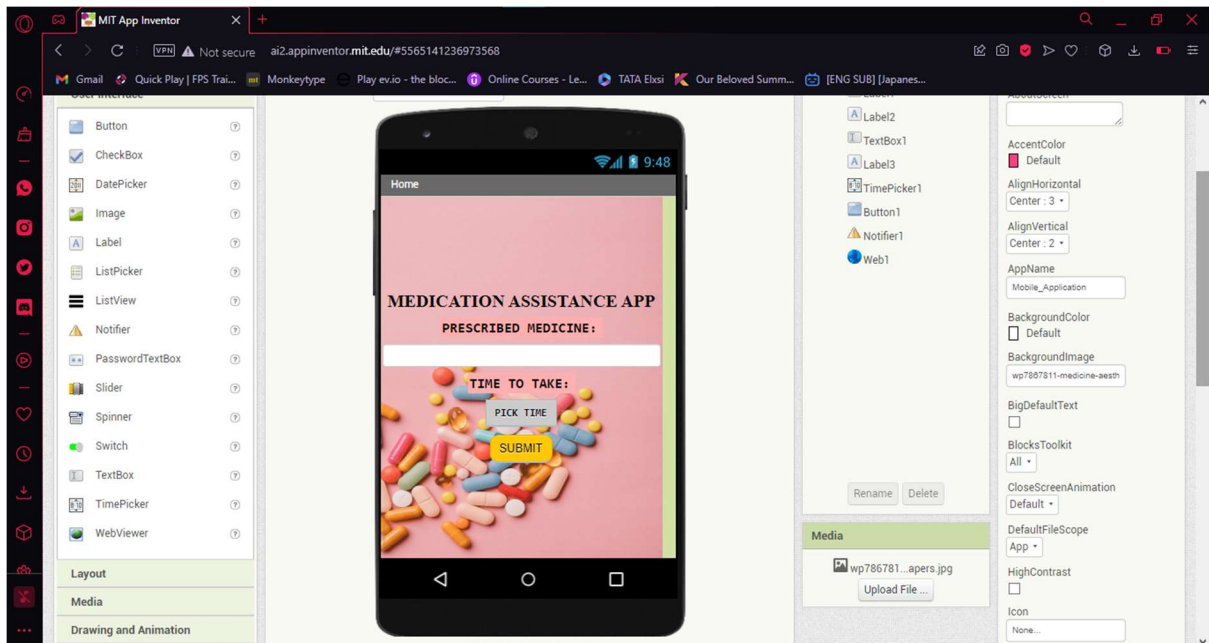 MIT App Inventor
VPN Not secure ai2.appinventor.mit.edu/#5565141236973568
Gmail Quick Play | FPS Trai... Monkeytype Play ev.io - the bloc... Online Courses - Le... TATA Elxsi Our Beloved Summ... [ENG SUB] [Japanes...
User Interface
Button
CheckBox
DatePicker
Image
Label
ListPicker
ListView
Notifier
PasswordTextBox
Slider
Spinner
Switch
TextBox
TimePicker
WebViewer
Layout
Media
Drawing and Animation
9:48
Home
MEDICATION ASSISTANCE APP
PRESCRIBED MEDICINE:
TIME TO TAKE:
PICK TIME
SUBMIT
Label2
TextBox1
Label3
TimePicker1
Button1
Notifier1
Web1
Rename Delete
Media
wp786781...apers.jpg
Upload File ...
AboutScreen
AccentColor
Default
AlignHorizontal
Center : 3
AlignVertical
Center : 2
AppName
Mobile_Application
BackgroundColor
Default
BackgroundImage
wp7867811-medicine-aesth
BigDefaultText
BlocksToolkit
All
CloseScreenAnimation
Default
DefaultFileScope
App
HighContrast
Icon
None...